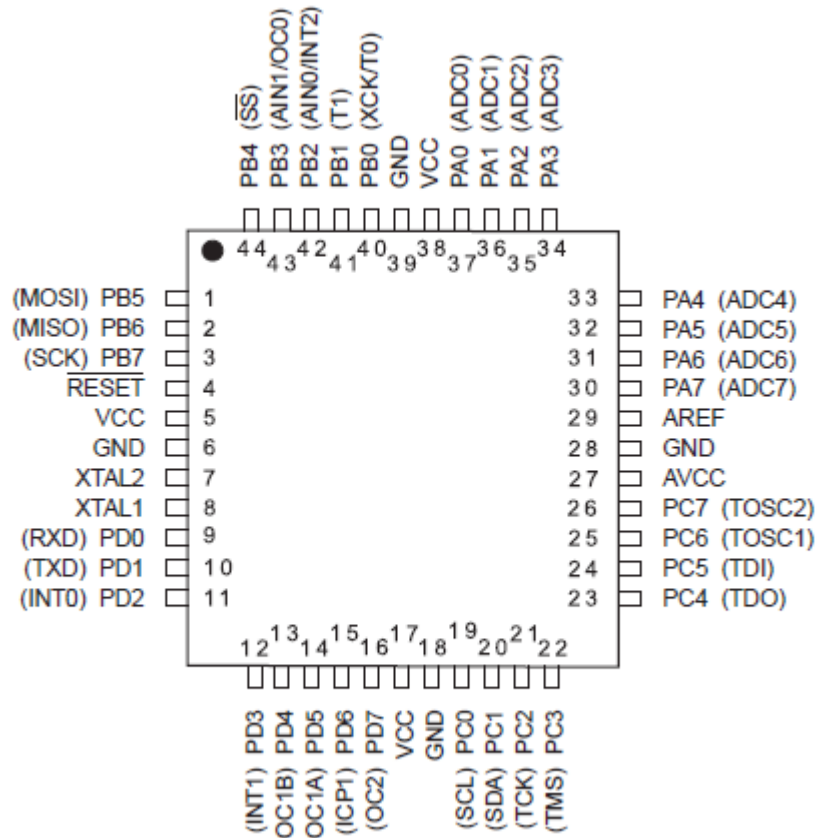 PB4 (SS)
PB3 (AIN1/OC0)
PB2 (AIN0/INT2)
PB1 (T1)
PB0 (XCK/T0)
GND
VCC
PA0 (ADC0)
PA1 (ADC1)
PA2 (ADC2)
PA3 (ADC3)
44
43
42
41
40
39
38
37
36
35
34
(MOSI) PB5 1
(MISO) PB6 2
(SCK) PB7 3
RESET 4
VCC 5
GND 6
XTAL2 7
XTAL1 8
(RXD) PD0 9
(TXD) PD1 10
(INT0) PD2 11
33 PA4 (ADC4)
32 PA5 (ADC5)
31 PA6 (ADC6)
30 PA7 (ADC7)
29 AREF
28 GND
27 AVCC
26 PC7 (TOSC2)
25 PC6 (TOSC1)
24 PC5 (TDI)
23 PC4 (TDO)
12
13
14
15
16
17
18
19
20
21
22
(INT1) PD3
OC1B) PD4
OC1A) PD5
(ICP1) PD6
(OC2) PD7
VCC
GND
(SCL) PC0
(SDA) PC1
(TCK) PC2
(TMS) PC3